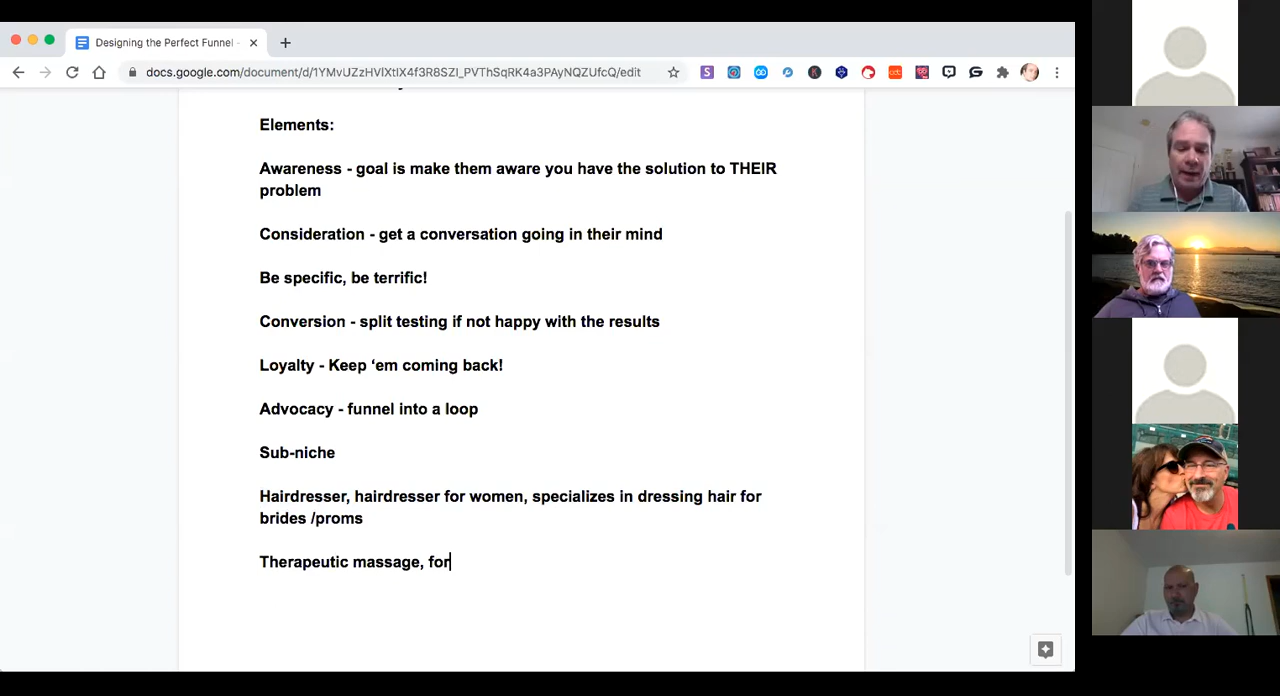 Designing the Perfect Funnel -
docs.google.com/document/d/1YMvUZzHVlXtIX4f3R8SZI_PVThSqRK4a3PAyNQZUfcQ/edit
Elements:
Awareness - goal is make them aware you have the solution to THEIR
problem
Consideration - get a conversation going in their mind
Be specific, be terrific!
Conversion - split testing if not happy with the results
Loyalty - Keep ‘em coming back!
Advocacy - funnel into a loop
Sub-niche
Hairdresser, hairdresser for women, specializes in dressing hair for
brides /proms
Therapeutic massage, for